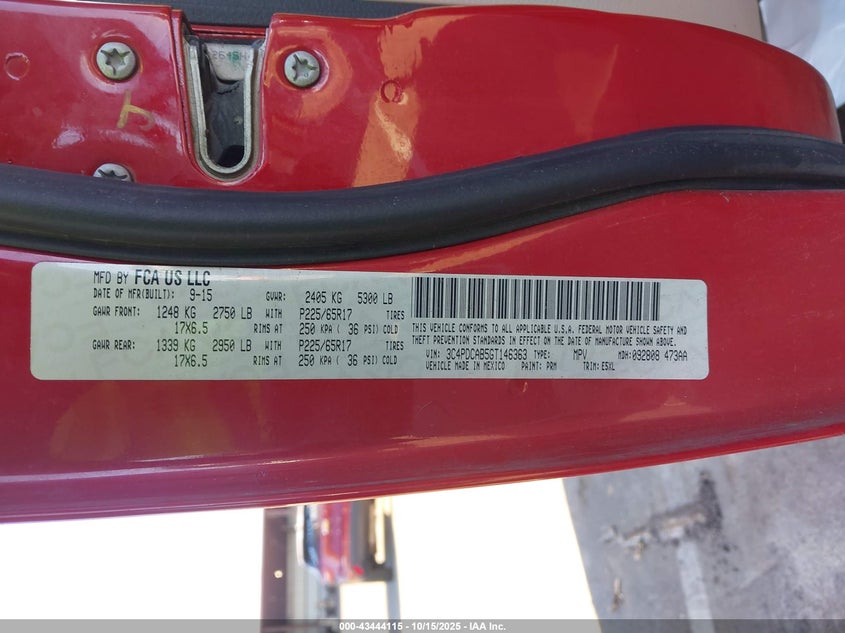 MFD BY FCA US LLC
DATE OF MFR(BUILT): 9-15 GVWR: 2405 KG 5300 LB
GAWR FRONT: 1248 KG 2750 LB WITH P225/65R17 TIRES
17X6.5 RIMS AT 250 KPA ( 36 PSI) COLD
GAWR REAR: 1339 KG 2950 LB WITH P225/65R17 TIRES
17X6.5 RIMS AT 250 KPA ( 36 PSI) COLD
THIS VEHICLE CONFORMS TO ALL APPLICABLE U.S.A. FEDERAL MOTOR VEHICLE SAFETY AND
THEFT PREVENTION STANDARDS IN EFFECT ON THE DATE OF MANUFACTURE SHOWN ABOVE.
VIN: 3C4PDCAB5GT146363 TYPE: MPV MDH:092808 473AA
VEHICLE MADE IN MEXICO PAINT: PRM TRIM: E5XL
000-43444115 - 10/15/2025 - IAA Inc.